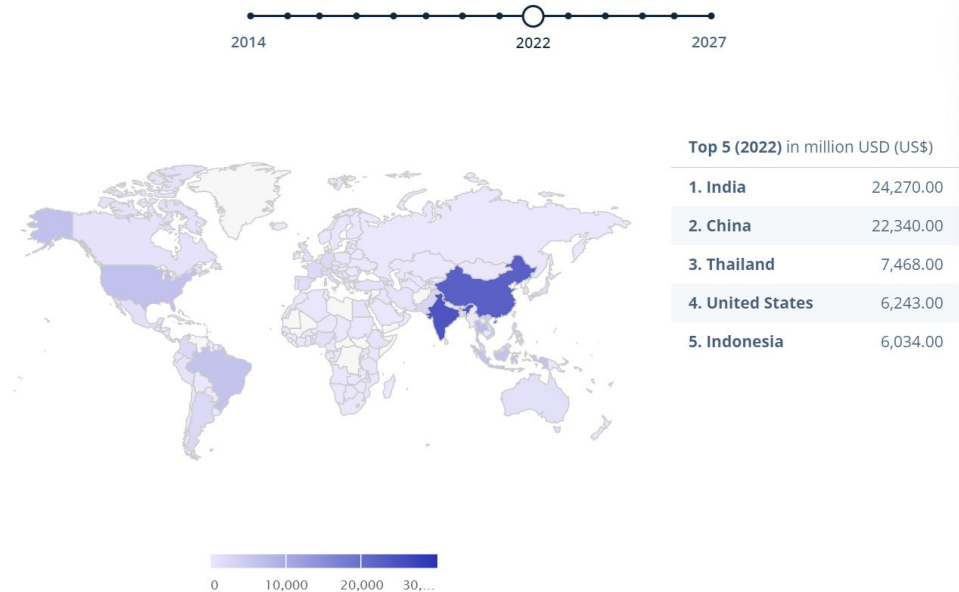 2014 2022 2027
Top 5 (2022) in million USD (US$)
1. India 24,270.00
2. China 22,340.00
3. Thailand 7,468.00
4. United States 6,243.00
5. Indonesia 6,034.00
0 10,000 20,000 30,...